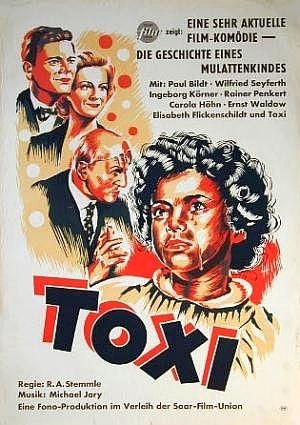 film zeigt: EINE SEHR AKTUELLE
FILM-KOMÖDIE —
DIE GESCHICHTE EINES
MULATTENKINDES
Mit: Paul Bildt · Wilfried Seyferth
Ingeborg Körner · Rainer Penkert
Carola Höhn · Ernst Waldow
Elisabeth Flickenschildt und Toxi
TOXI
Regie: R. A. Stemmle
Musik: Michael Jary
Eine Fono-Produktion im Verleih der Saar-Film-Union